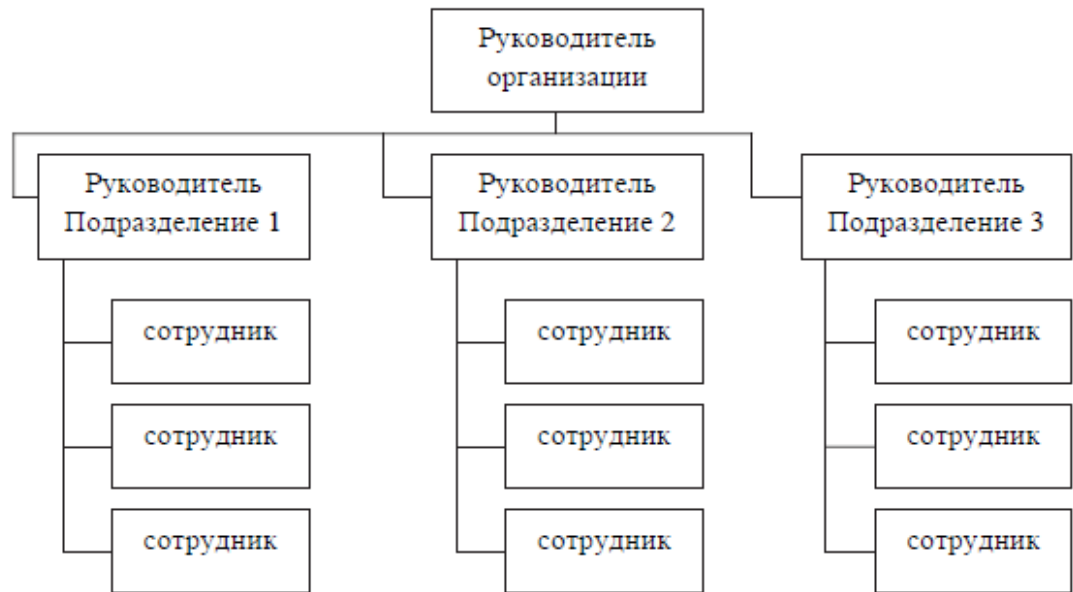 Руководитель
организации
Руководитель
Подразделение 1
Руководитель
Подразделение 2
Руководитель
Подразделение 3
сотрудник
сотрудник
сотрудник
сотрудник
сотрудник
сотрудник
сотрудник
сотрудник
сотрудник